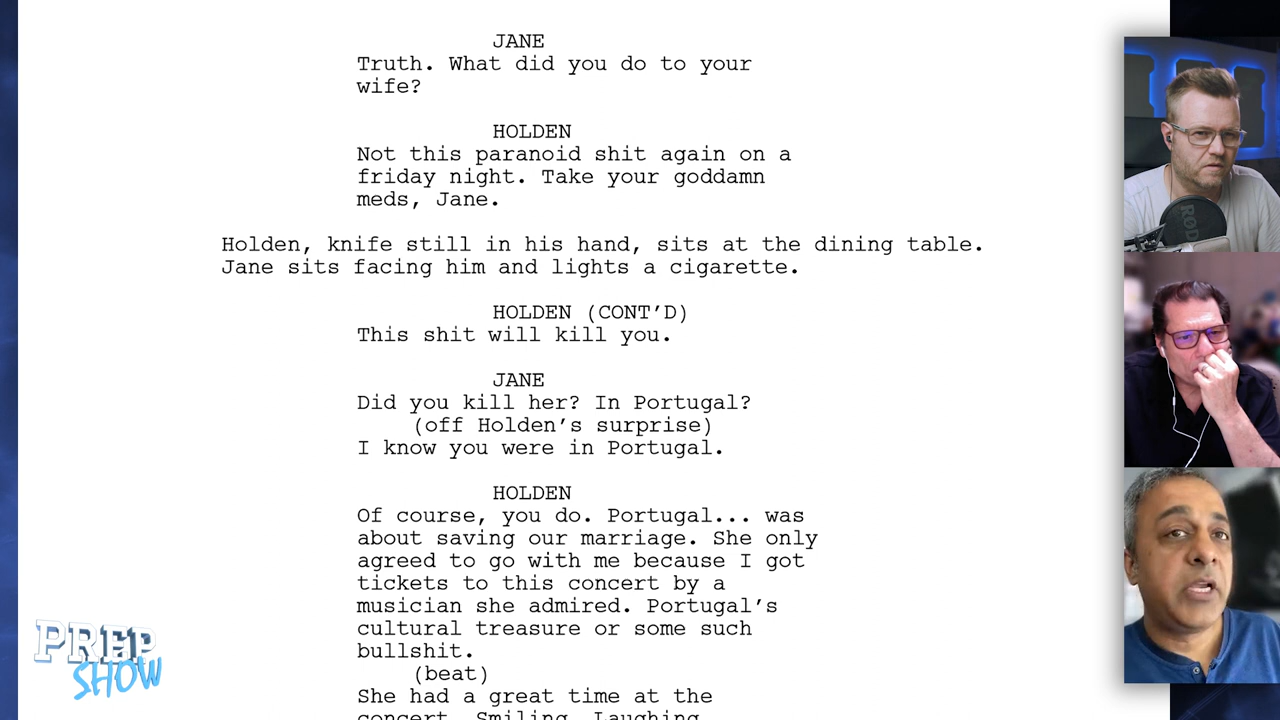 JANE
Truth. What did you do to your
wife?
HOLDEN
Not this paranoid shit again on a
friday night. Take your goddamn
meds, Jane.
Holden, knife still in his hand, sits at the dining table.
Jane sits facing him and lights a cigarette.
HOLDEN (CONT'D)
This shit will kill you.
JANE
Did you kill her? In Portugal?
(off Holden's surprise)
I know you were in Portugal.
HOLDEN
Of course, you do. Portugal... was
about saving our marriage. She only
agreed to go with me because I got
tickets to this concert by a
musician she admired. Portugal's
cultural treasure or some such
bullshit.
(beat)
She had a great time at the
concert. Smiling. Laughing.
PREP
SHOW
RØDE